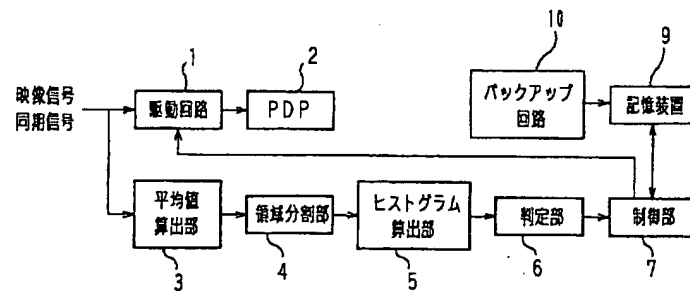 1
2
10
9
映像信号
同期信号
駆動回路
PDP
バックアップ
回路
記憶装置
平均値
算出部
領域分割部
ヒストグラム
算出部
判定部
制御部
3
4
5
6
7